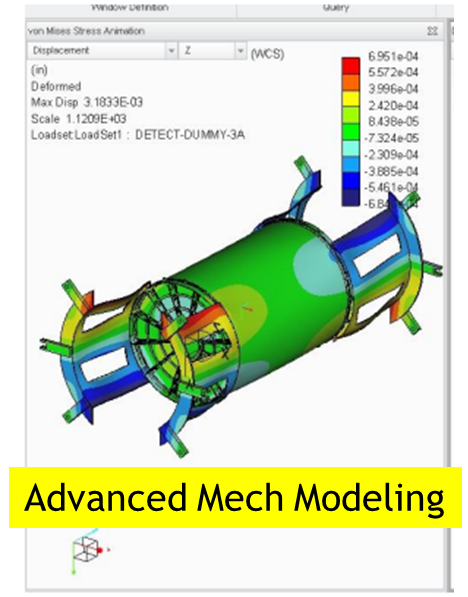 Window Definition Query
von Mises Stress Animation
Displacement Z (WCS)
(in)
Deformed
Max Disp 3.1833E-03
Scale 1.1209E+03
Loadset:LoadSet1 : DETECT-DUMMY-3A
6.951e-04
5.572e-04
3.996e-04
2.420e-04
8.438e-05
-7.324e-05
-2.309e-04
-3.885e-04
-5.461e-04
Advanced Mech Modeling